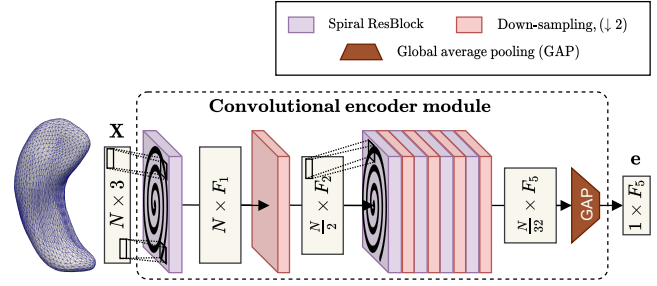 Spiral ResBlock
Down-sampling, (↓ 2)
Global average pooling (GAP)
Convolutional encoder module
X
N × 3
N × F₁
N/2 × F₂
N/32 × F₅
GAP
e
1 × F₅